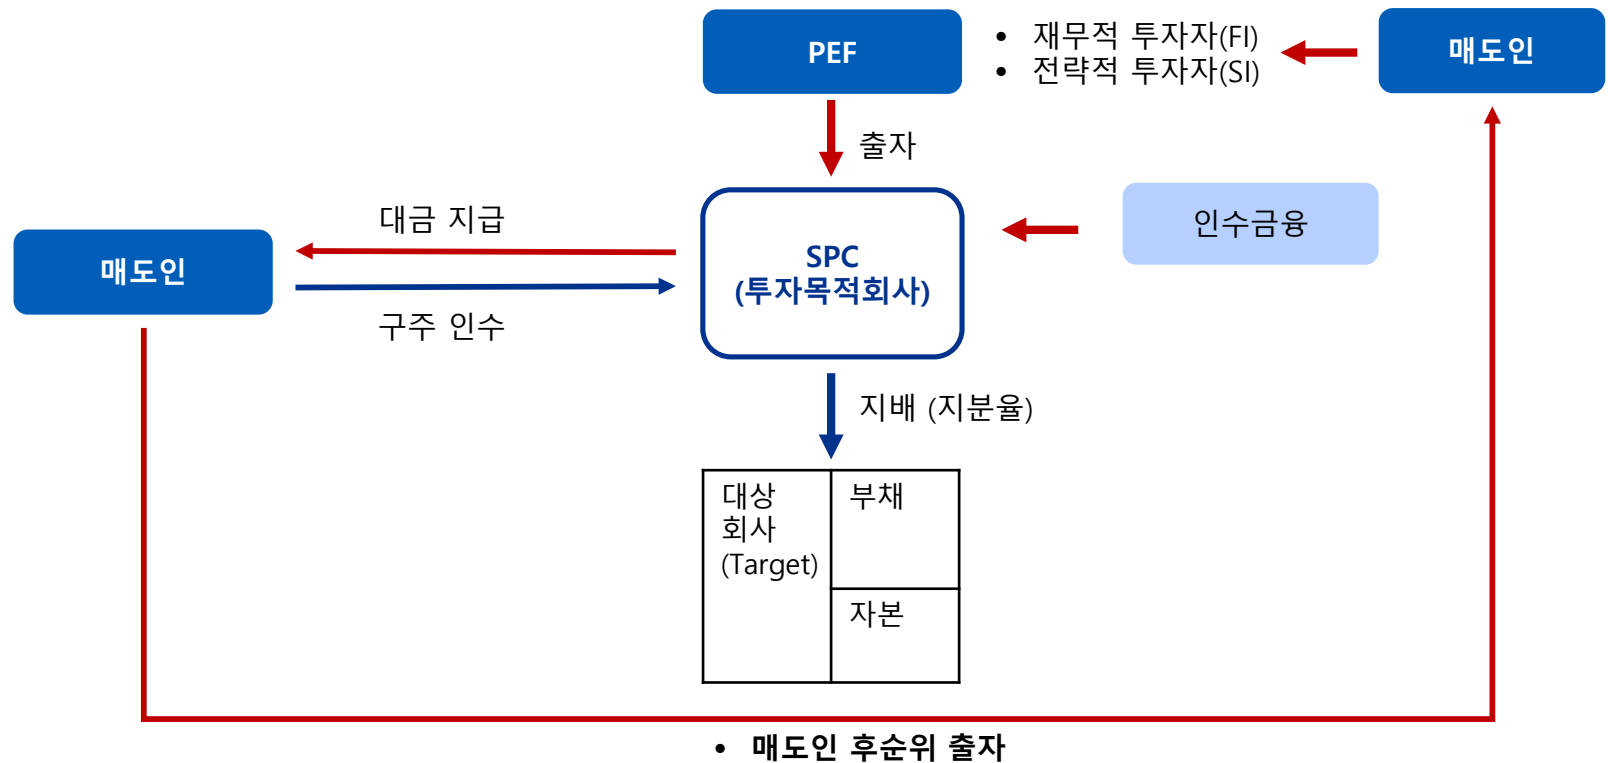 PEF
• 재무적 투자자(FI)
• 전략적 투자자(SI)
매도인
출자
인수금융
대금 지급
매도인
구주 인수
SPC
(투자목적회사)
지배 (지분율)
대상
회사
(Target)
부채
자본
• 매도인 후순위 출자